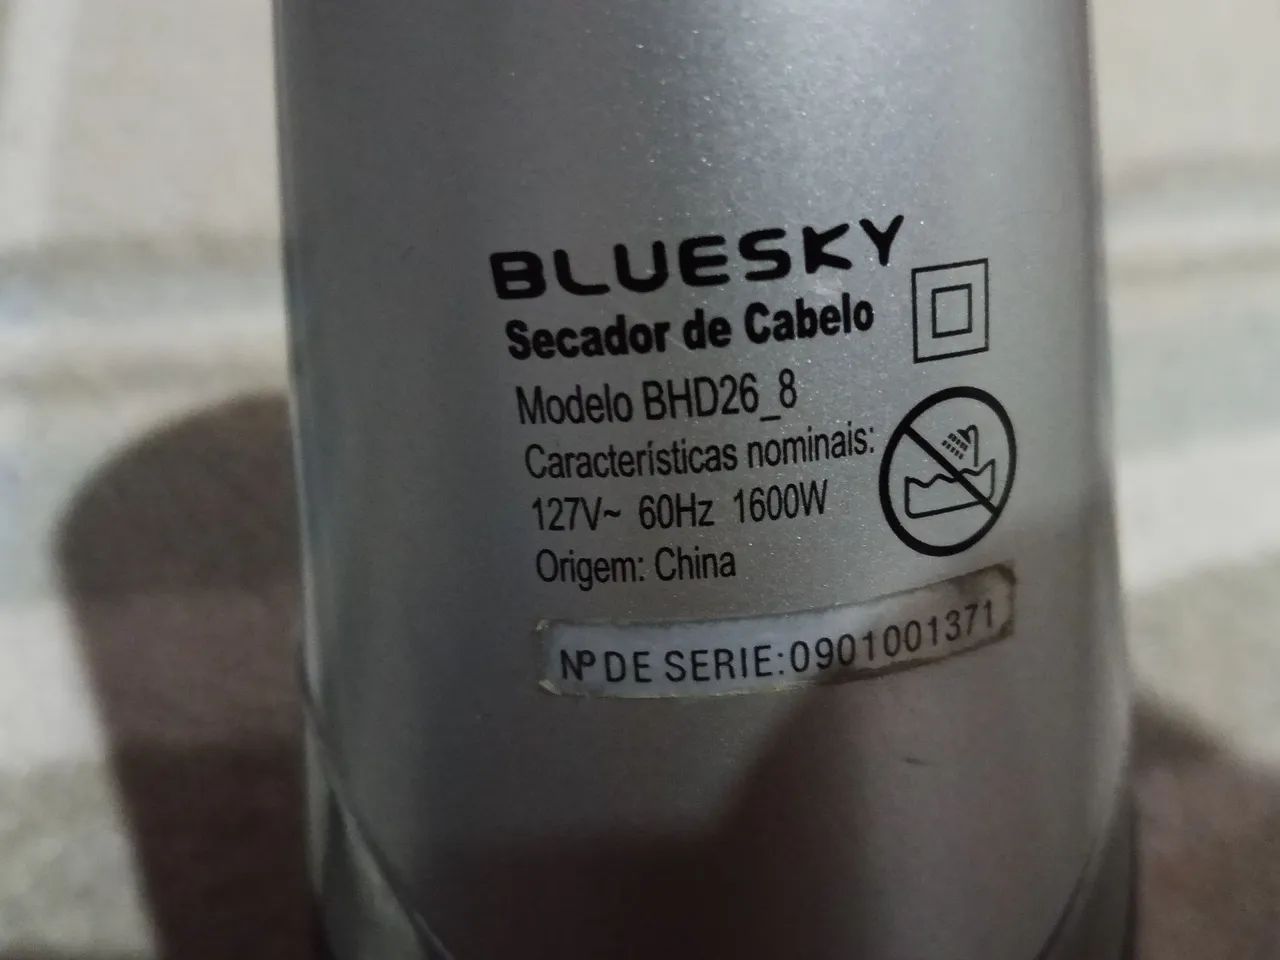 BLUESKY
Secador de Cabelo
Modelo BHD26_8
Características nominais:
127V~ 60Hz 1600W
Origem: China
Nº DE SERIE:0901001371